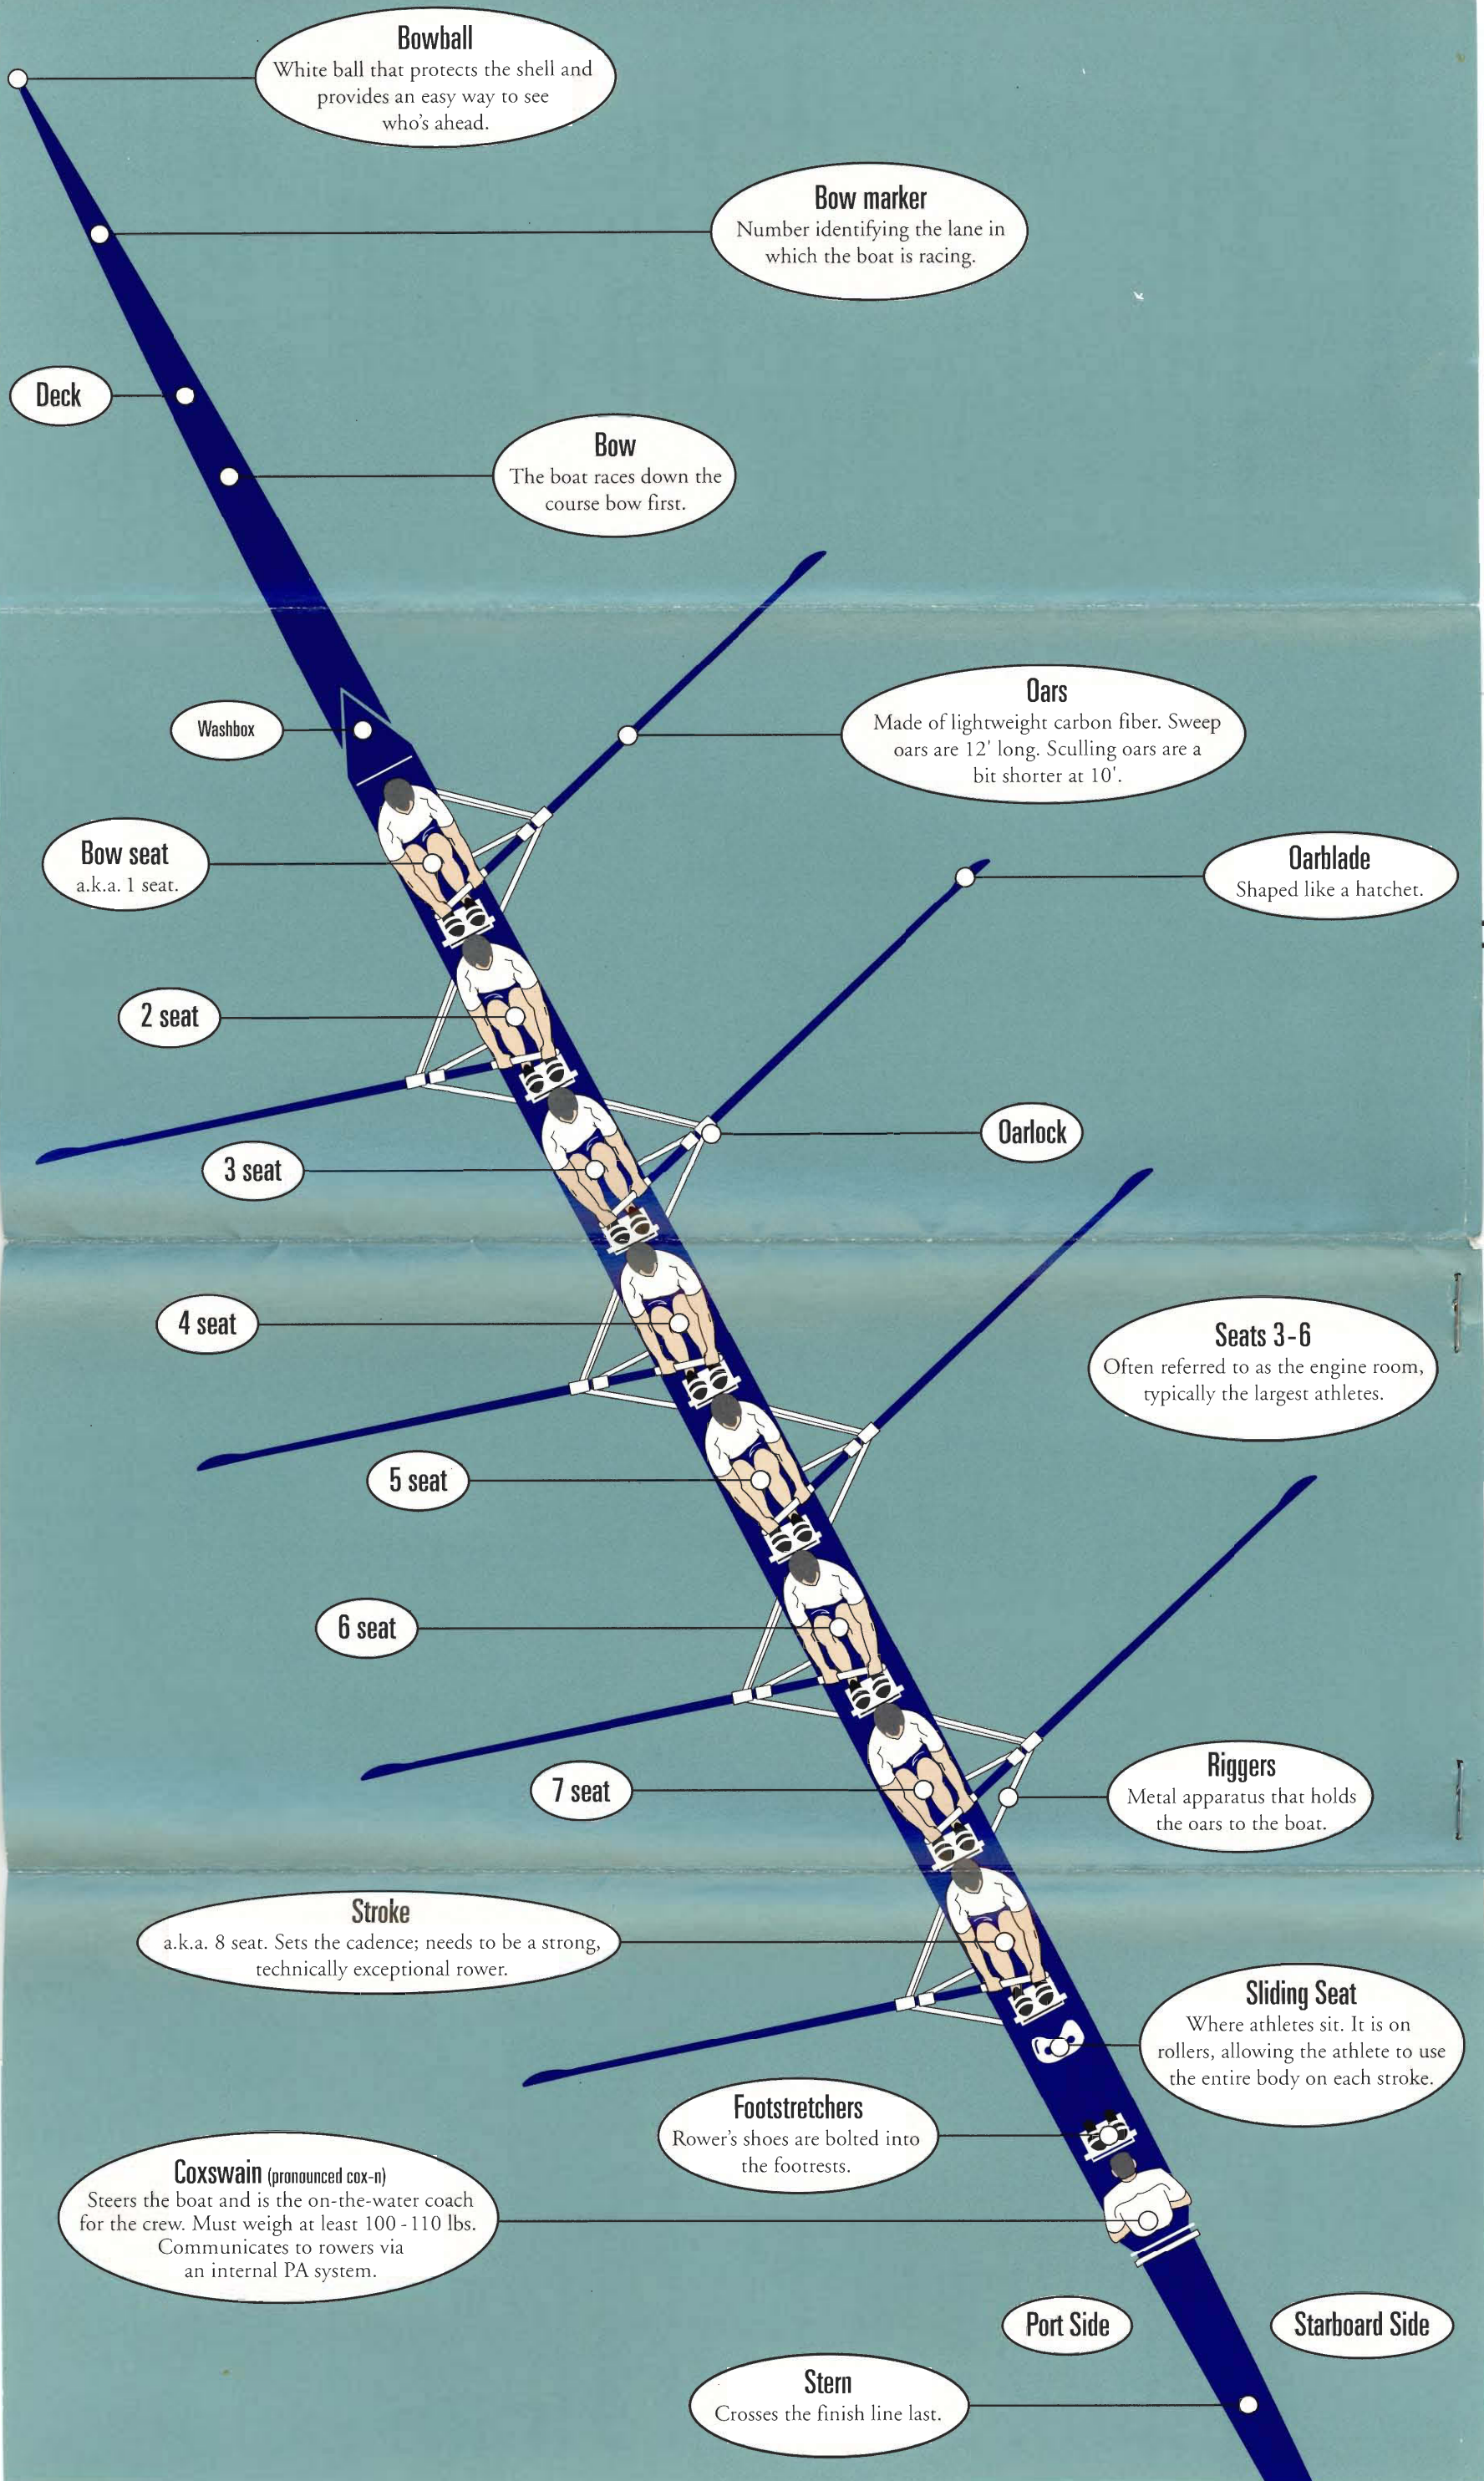 Bowball
White ball that protects the shell and
provides an easy way to see
who's ahead.
Bow marker
Number identifying the lane in
which the boat is racing.
Deck
Bow
The boat races down the
course bow first.
Washbox
Oars
Made of lightweight carbon fiber. Sweep
oars are 12' long. Sculling oars are a
bit shorter at 10'.
Bow seat
a.k.a. 1 seat.
Oarblade
Shaped like a hatchet.
2 seat
Oarlock
3 seat
4 seat
Seats 3-6
Often referred to as the engine room,
typically the largest athletes.
5 seat
6 seat
7 seat
Riggers
Metal apparatus that holds
the oars to the boat.
Stroke
a.k.a. 8 seat. Sets the cadence; needs to be a strong,
technically exceptional rower.
Sliding Seat
Where athletes sit. It is on
rollers, allowing the athlete to use
the entire body on each stroke.
Footstretchers
Rower's shoes are bolted into
the footrests.
Coxswain (pronounced cox-n)
Steers the boat and is the on-the-water coach
for the crew. Must weigh at least 100-110 lbs.
Communicates to rowers via
an internal PA system.
Port Side
Starboard Side
Stern
Crosses the finish line last.